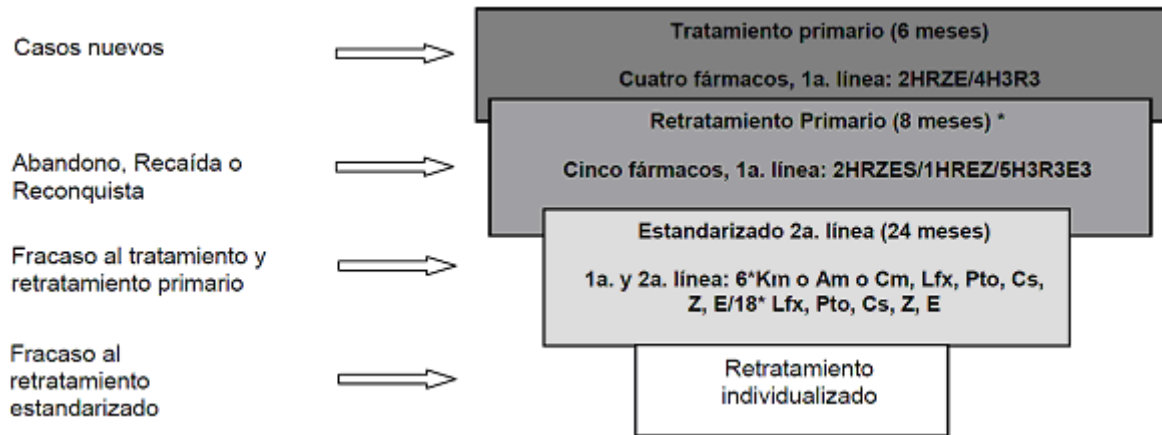 Casos nuevos
Tratamiento primario (6 meses)
Cuatro fármacos, 1a. línea: 2HRZE/4H3R3
Abandono, Recaída o
Reconquista
Retratamiento Primario (8 meses) *
Cinco fármacos, 1a. línea: 2HRZES/1HREZ/5H3R3E3
Fracaso al tratamiento y
retratamiento primario
Estandarizado 2a. línea (24 meses)
1a. y 2a. línea: 6*Km o Am o Cm, Lfx, Pto, Cs,
Z, E/18* Lfx, Pto, Cs, Z, E
Fracaso al
retratamiento
estandarizado
Retratamiento
individualizado